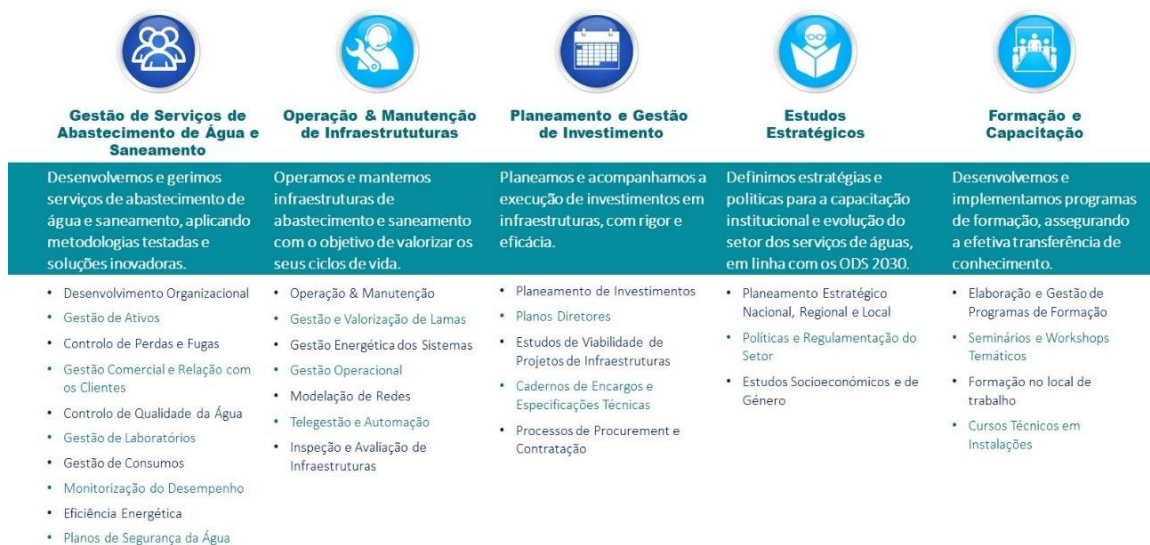 Gestão de Serviços de
Abastecimento de Água e
Saneamento
Desenvolvemos e gerimos
serviços de abastecimento de
água e saneamento, aplicando
metodologias testadas e
soluções inovadoras.
• Desenvolvimento Organizacional
• Gestão de Ativos
• Controlo de Perdas e Fugas
• Gestão Comercial e Relação com
os Clientes
• Controlo de Qualidade da Água
• Gestão de Laboratórios
• Gestão de Consumos
• Monitorização do Desempenho
• Eficiência Energética
• Planos de Segurança da Água
Operação & Manutenção
de Infraestrututuras
Operamos e mantemos
infraestruturas de
abastecimento e saneamento
com o objetivo de valorizar os
seus ciclos de vida.
• Operação & Manutenção
• Gestão e Valorização de Lamas
• Gestão Energética dos Sistemas
• Gestão Operacional
• Modelação de Redes
• Telegestão e Automação
• Inspeção e Avaliação de
Infraestruturas
Planeamento e Gestão
de Investimento
Planeamos e acompanhamos a
execução de investimentos em
infraestruturas, com rigor e
eficácia.
• Planeamento de Investimentos
• Planos Diretores
• Estudos de Viabilidade de
Projetos de Infraestruturas
• Cadernos de Encargos e
Especificações Técnicas
• Processos de Procurement e
Contratação
Estudos
Estratégicos
Definimos estratégias e
politicas para a capacitação
institucional e evolução do
setor dos serviços de águas,
em linha com os ODS 2030.
• Planeamento Estratégico
Nacional, Regional e Local
• Políticas e Regulamentação do
Setor
• Estudos Socioeconómicos e de
Género
Formação e
Capacitação
Desenvolvemos e
implementamos programas
de formação, assegurando
a efetiva transferência de
conhecimento.
• Elaboração e Gestão de
Programas de Formação
• Seminários e Workshops
Temáticos
• Formação no local de
trabalho
• Cursos Técnicos em
Instalações